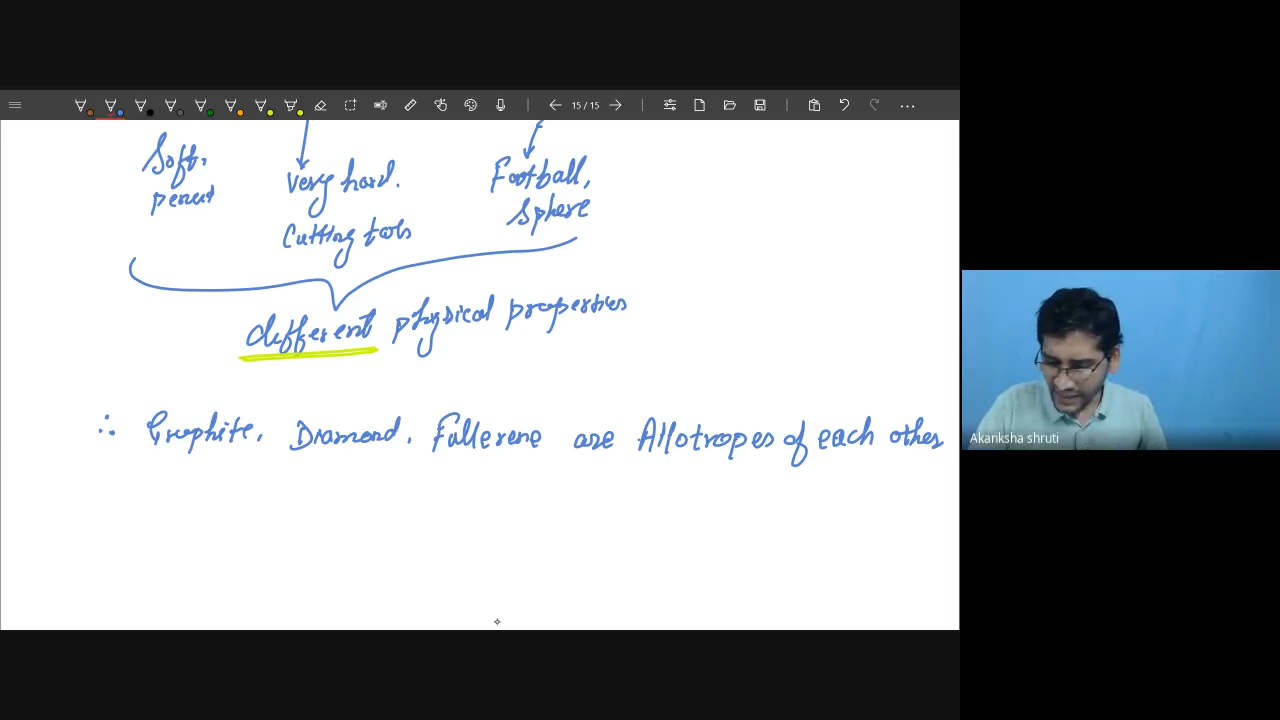 15 / 15
Soft,
pencil
Very hard.
Cutting tools
Football,
Sphere
different physical properties
∴ Graphite, Diamond, Fullerene are Allotropes of each other
Akanksha shruti